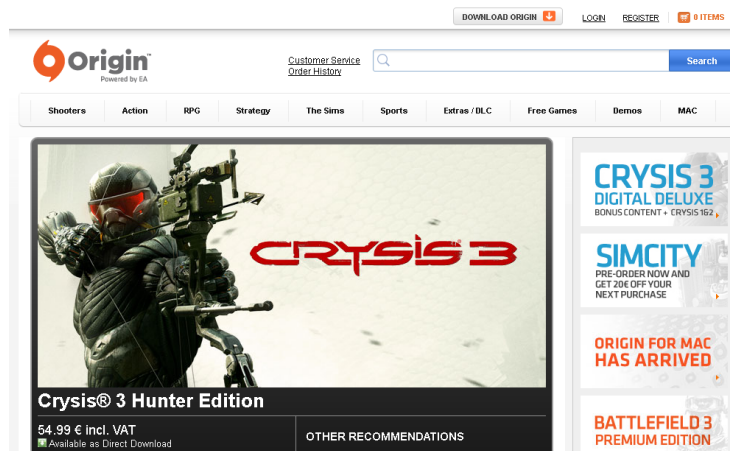 DOWNLOAD ORIGIN
LOGIN
REGISTER
0 ITEMS
Origin™
Powered by EA
Customer Service
Order History
Search
Shooters
Action
RPG
Strategy
The Sims
Sports
Extras / DLC
Free Games
Demos
MAC
CRYSIS 3
CRYSIS 3
DIGITAL DELUXE
BONUS CONTENT + CRYSIS 1&2
SIMCITY
PRE-ORDER NOW AND
GET 20€ OFF YOUR
NEXT PURCHASE
ORIGIN FOR MAC
HAS ARRIVED
BATTLEFIELD 3
PREMIUM EDITION
Crysis® 3 Hunter Edition
54.99 € incl. VAT
Available as Direct Download
OTHER RECOMMENDATIONS